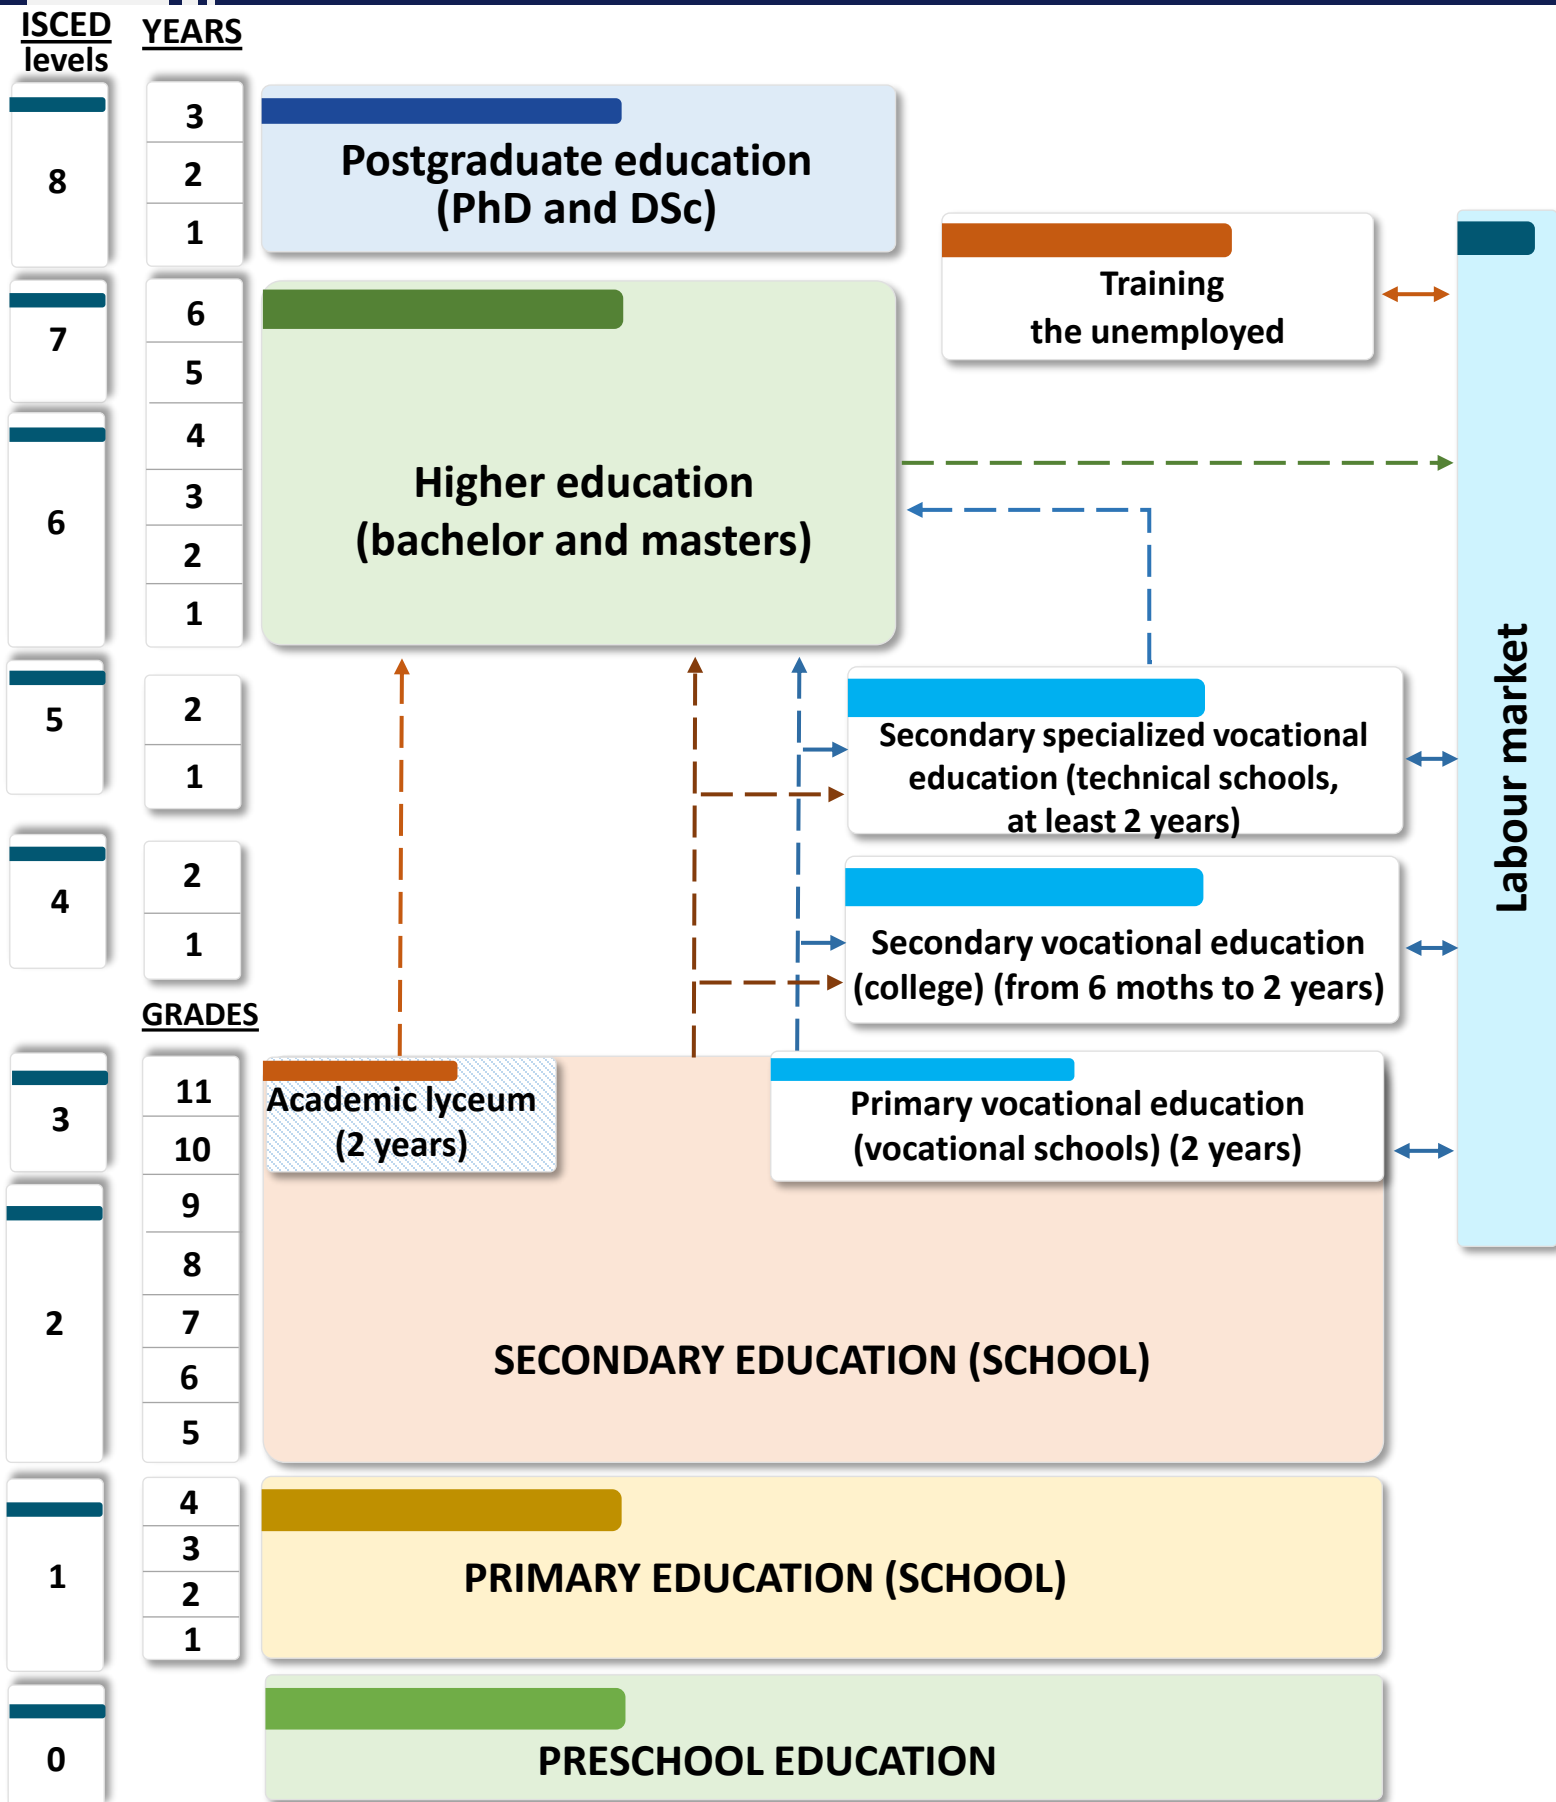 ISCED
levels
YEARS
8
3
2
1
Postgraduate education
(PhD and DSc)
Training
the unemployed
7
6
6
5
4
3
2
1
Higher education
(bachelor and masters)
Labour market
5
2
1
Secondary specialized vocational
education (technical schools,
at least 2 years)
4
2
1
Secondary vocational education
(college) (from 6 moths to 2 years)
GRADES
3
11
10
Academic lyceum
(2 years)
Primary vocational education
(vocational schools) (2 years)
2
9
8
7
6
5
SECONDARY EDUCATION (SCHOOL)
1
4
3
2
1
PRIMARY EDUCATION (SCHOOL)
0
PRESCHOOL EDUCATION